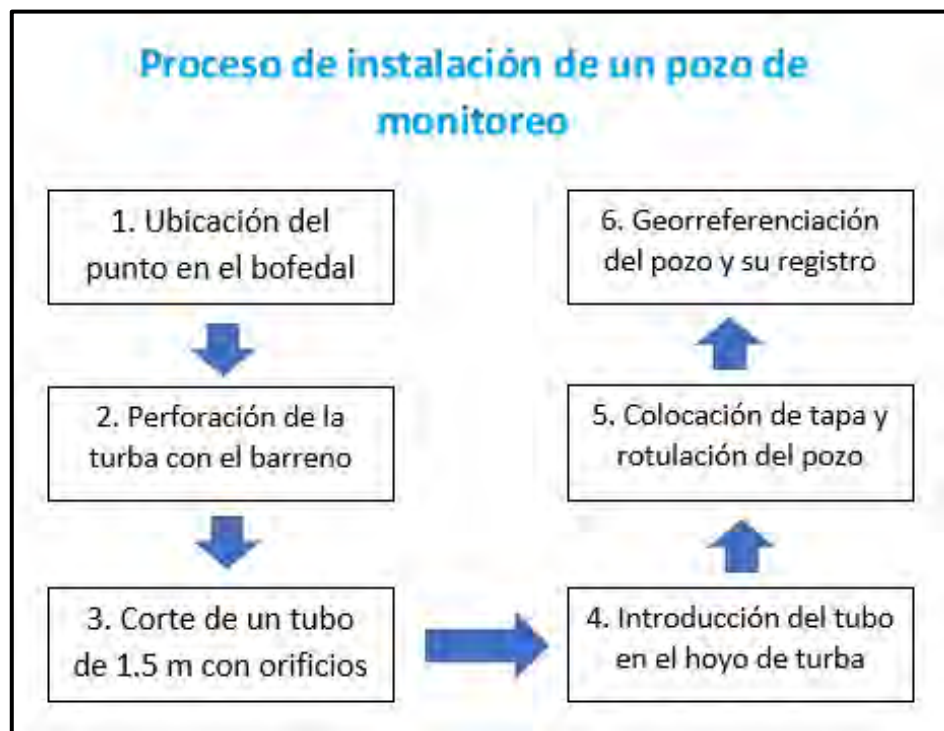 Proceso de instalación de un pozo de
monitoreo
1. Ubicación del
punto en el bofedal
2. Perforación de la
turba con el barreno
3. Corte de un tubo
de 1.5 m con orificios
4. Introducción del tubo
en el hoyo de turba
5. Colocación de tapa y
rotulación del pozo
6. Georreferenciación
del pozo y su registro